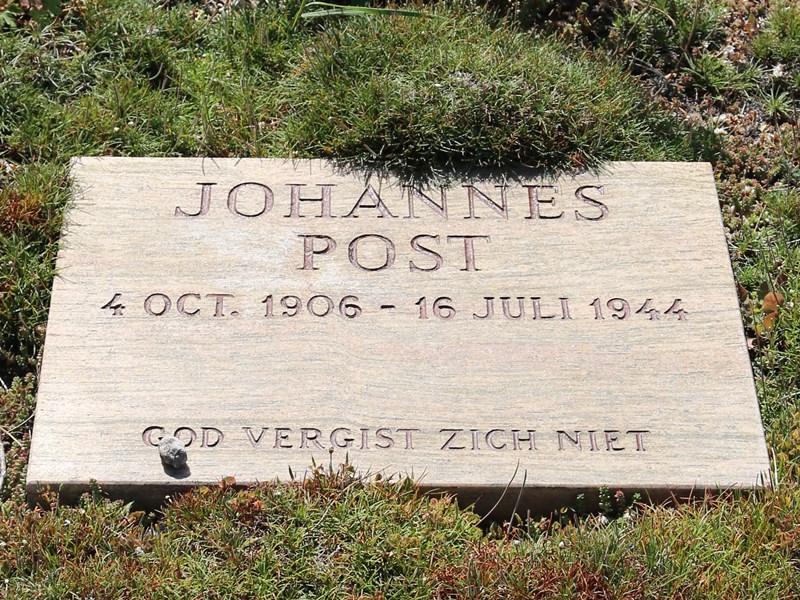 JOHANNES
POST
4 OCT. 1906 - 16 JULI 1944
GOD VERGIST ZICH NIET